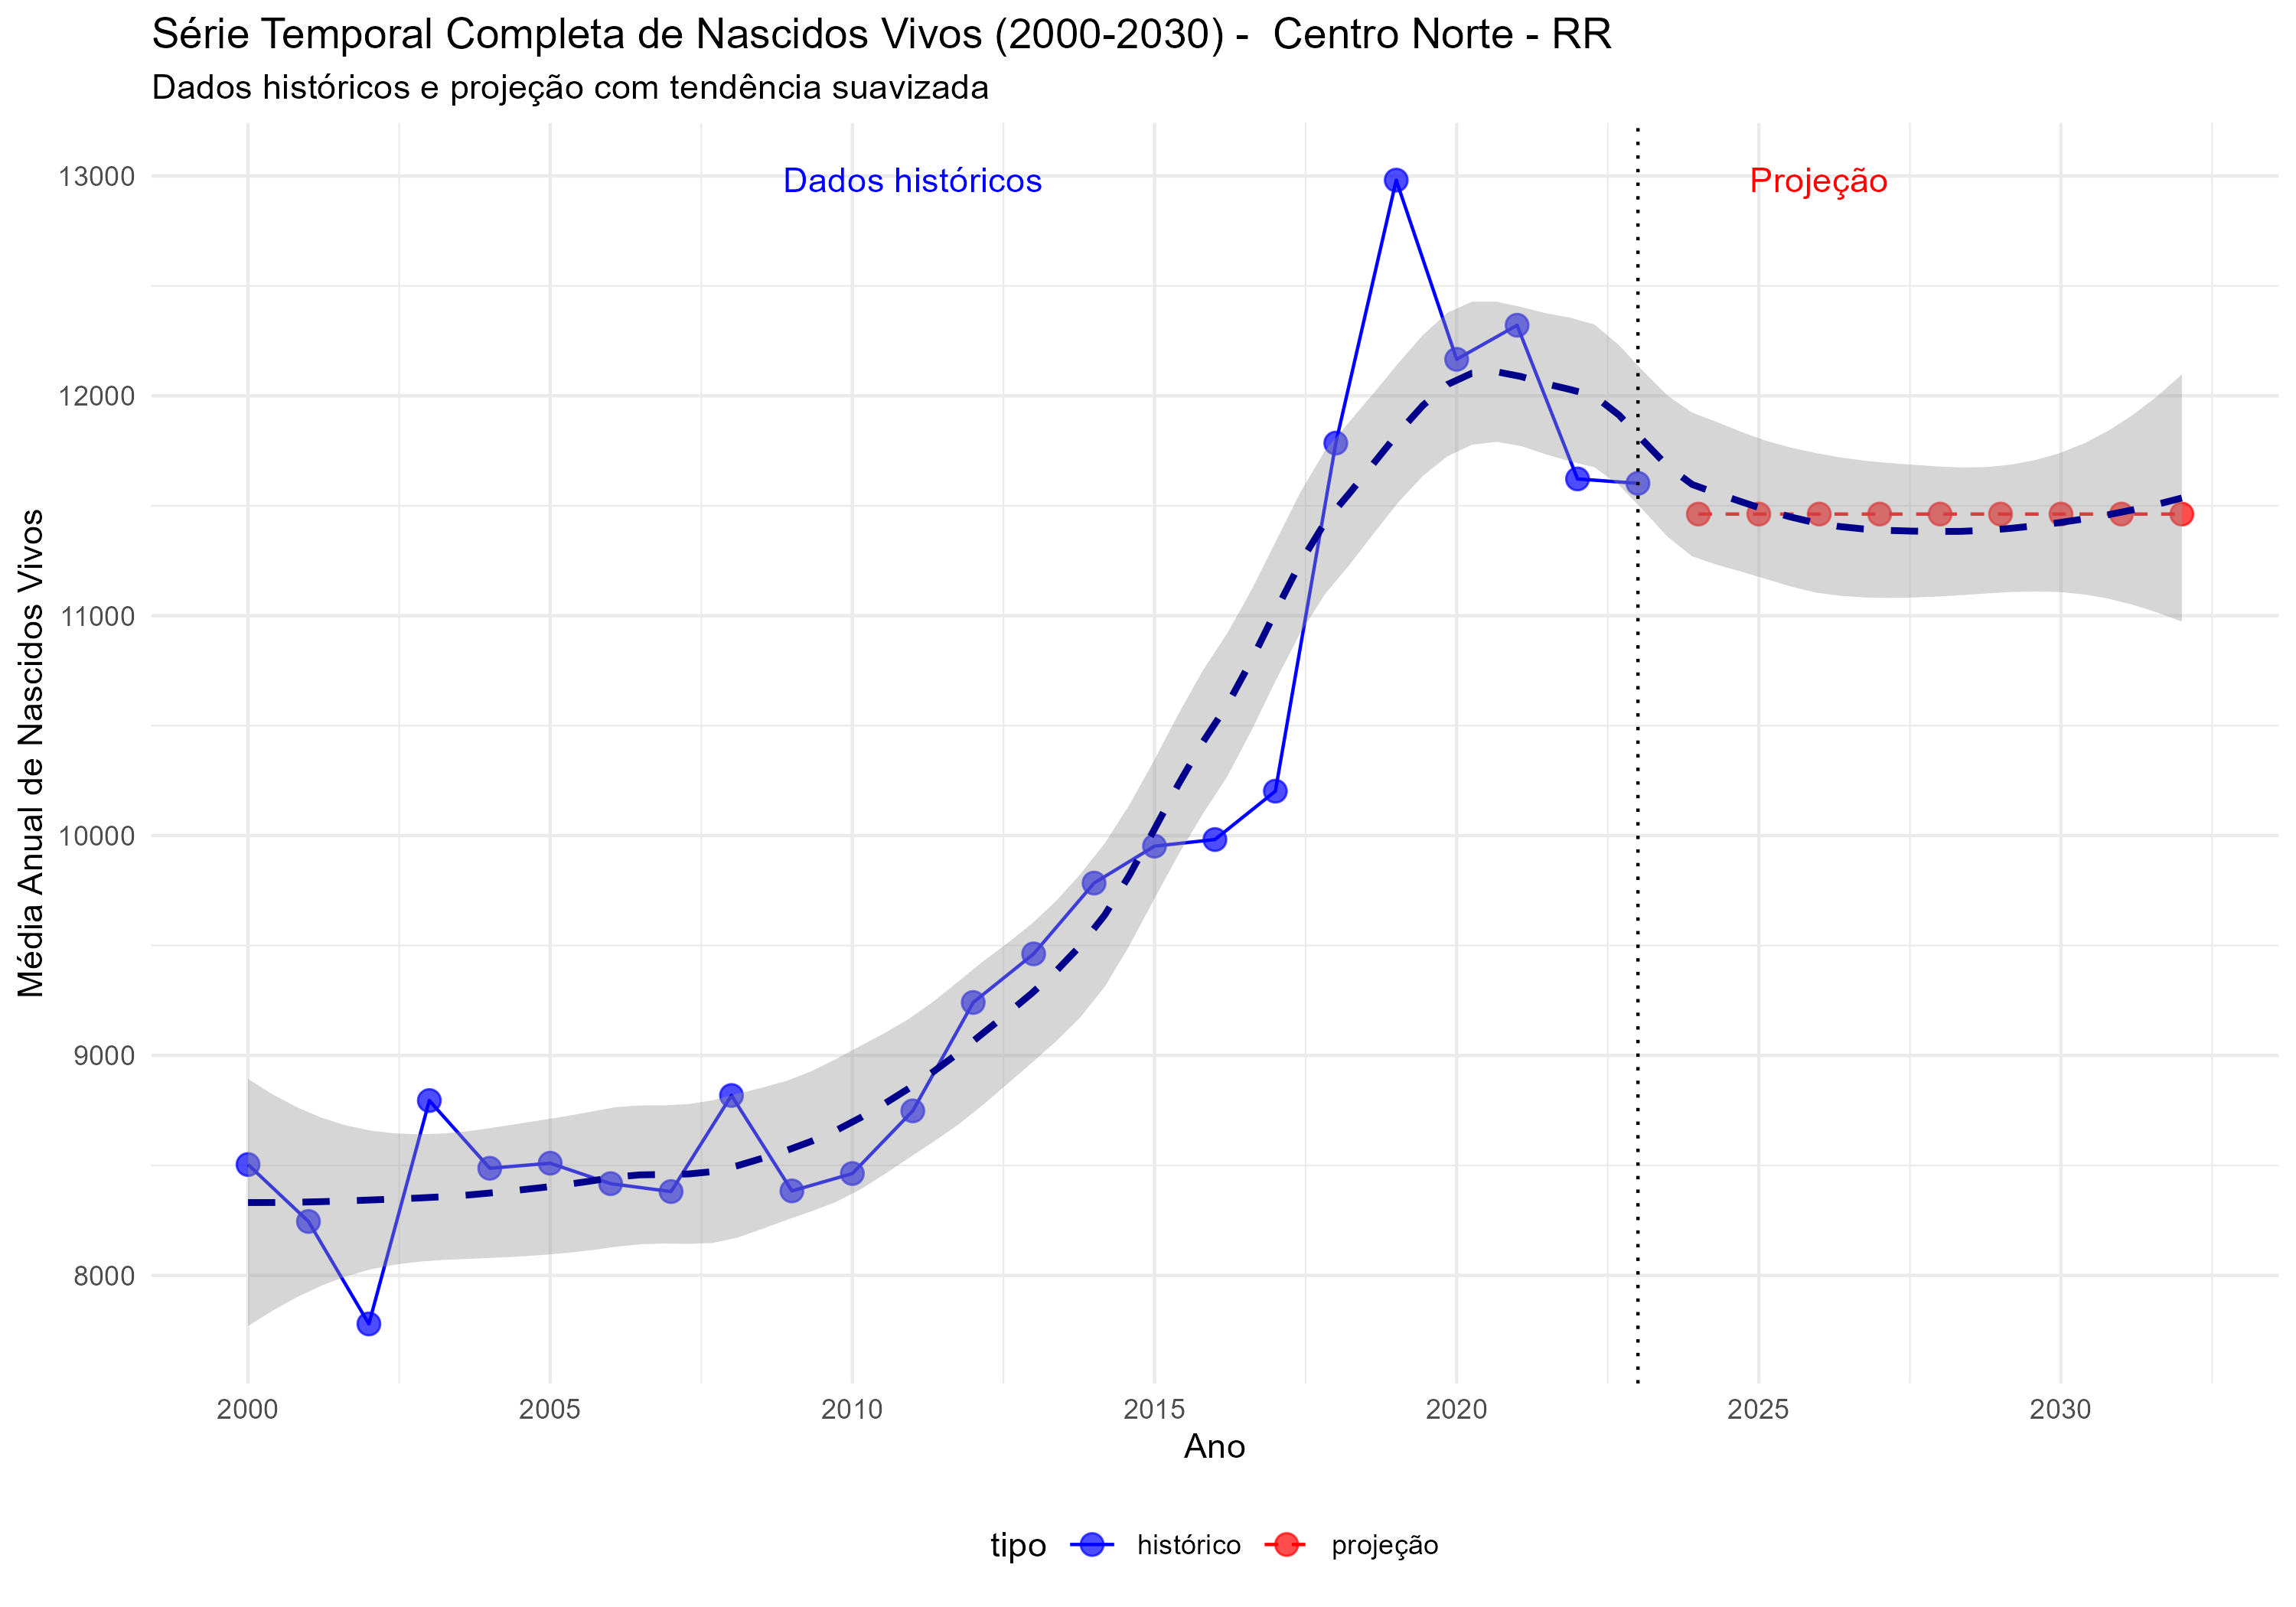 Série Temporal Completa de Nascidos Vivos (2000-2030) -  Centro Norte - RR
Dados históricos e projeção com tendência suavizada
Dados históricos
Projeção
13000
12000
11000
10000
9000
8000
Média Anual de Nascidos Vivos
2000
2005
2010
2015
2020
2025
2030
Ano
tipo
histórico
projeção